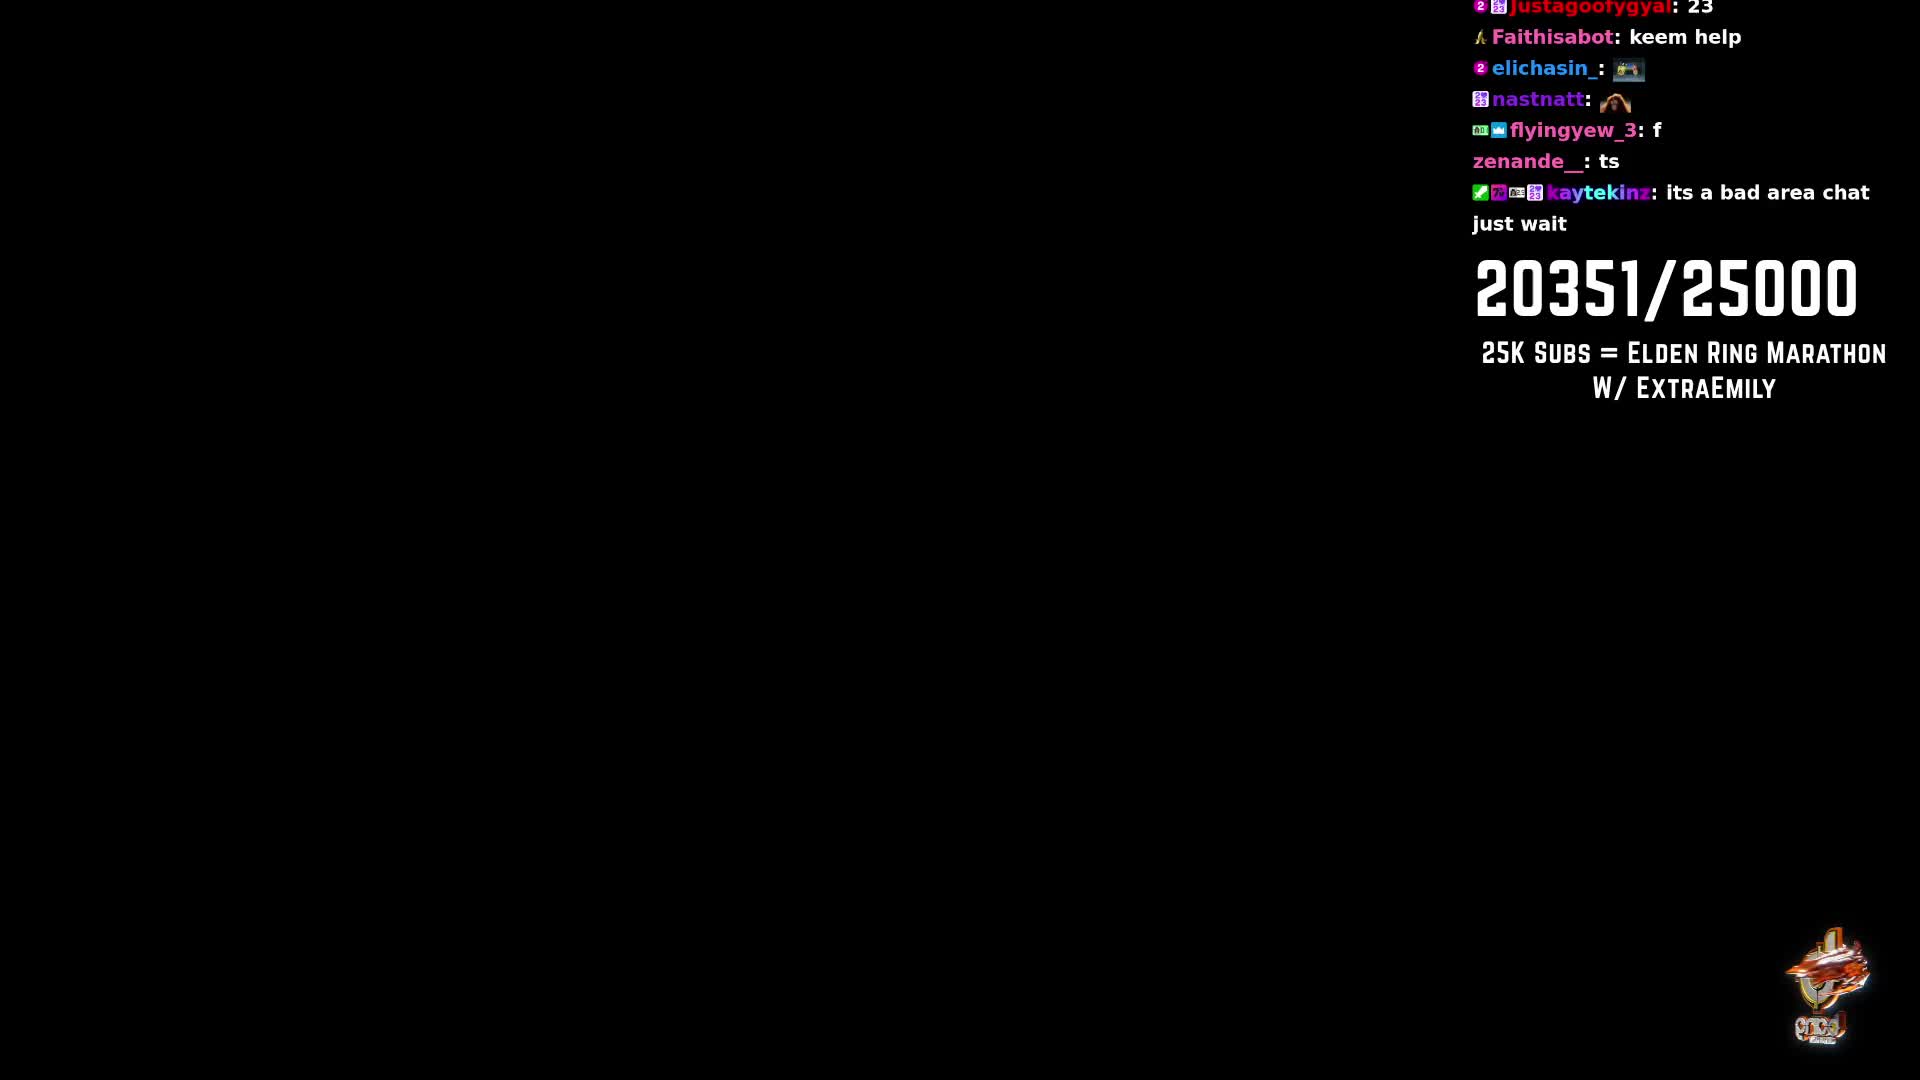 justagoofygyal: 23
Faithisabot: keem help
elichasin_:
nastnatt:
flyingyew_3: f
zenande__: ts
kaytekinz: its a bad area chat
just wait
20351/25000
25K Subs = Elden Ring Marathon
W/ ExtraEmily